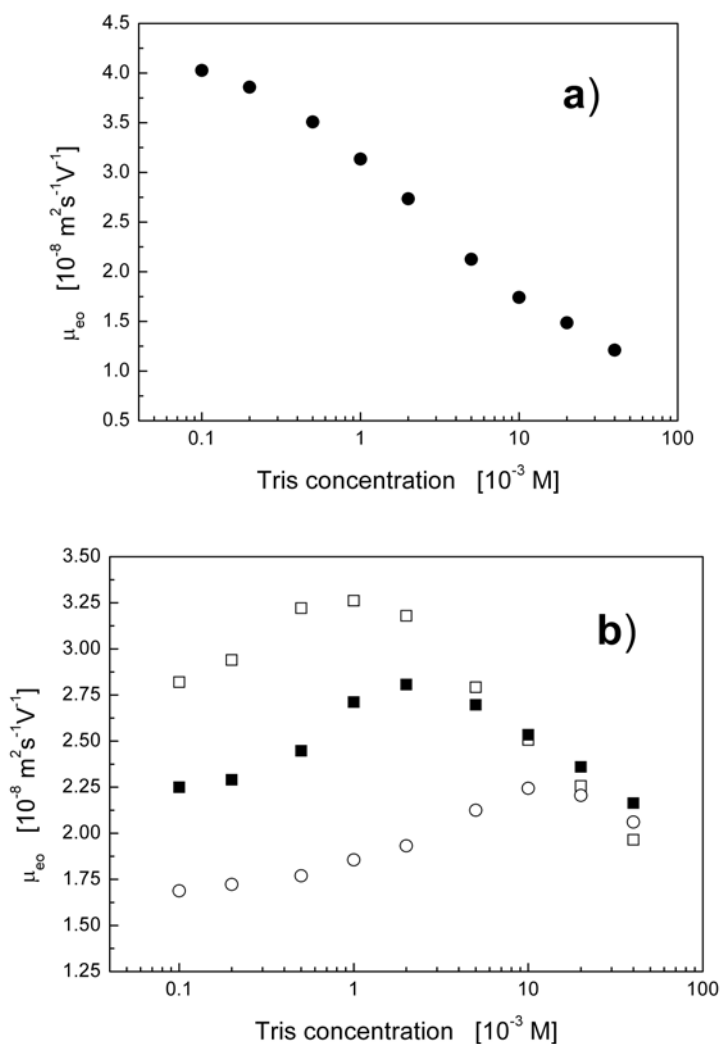 4.5
4.0
3.5
3.0
2.5
2.0
1.5
1.0
0.5
μeo [10-8 m2s-1V-1]
a)
0.1 1 10 100
Tris concentration [10-3 M]
3.50
3.25
3.00
2.75
2.50
2.25
2.00
1.75
1.50
1.25
μeo [10-8 m2s-1V-1]
b)
0.1 1 10 100
Tris concentration [10-3 M]